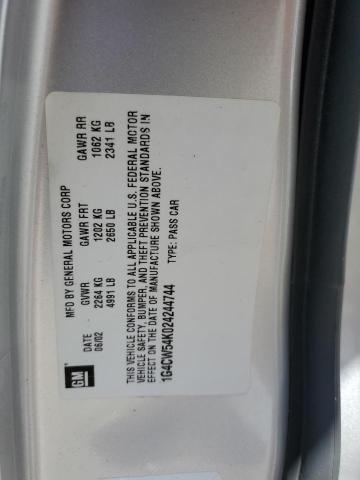 GM
MFD BY GENERAL MOTORS CORP
DATE GVWR GAWR FRT GAWR RR
06/02 2264 KG 1202 KG 1062 KG
4991 LB 2650 LB 2341 LB
THIS VEHICLE CONFORMS TO ALL APPLICABLE U.S. FEDERAL MOTOR
VEHICLE SAFETY, BUMPER, AND THEFT PREVENTION STANDARDS IN
EFFECT ON THE DATE OF MANUFACTURE SHOWN ABOVE.
1G4CW54K024244744 TYPE: PASS CAR